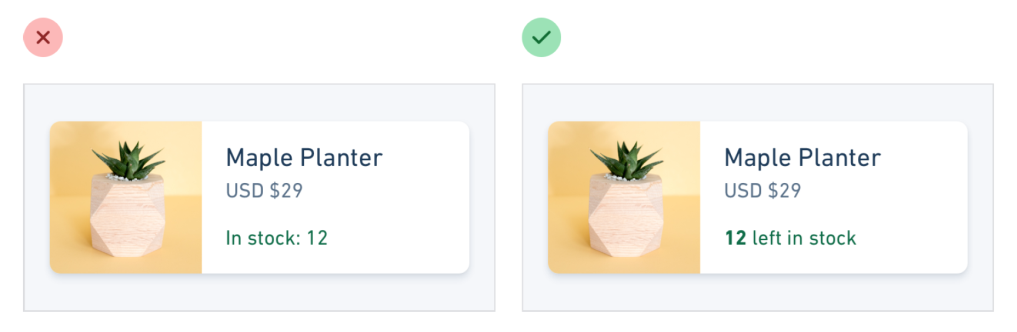 Maple Planter
USD $29
In stock: 12
Maple Planter
USD $29
12 left in stock